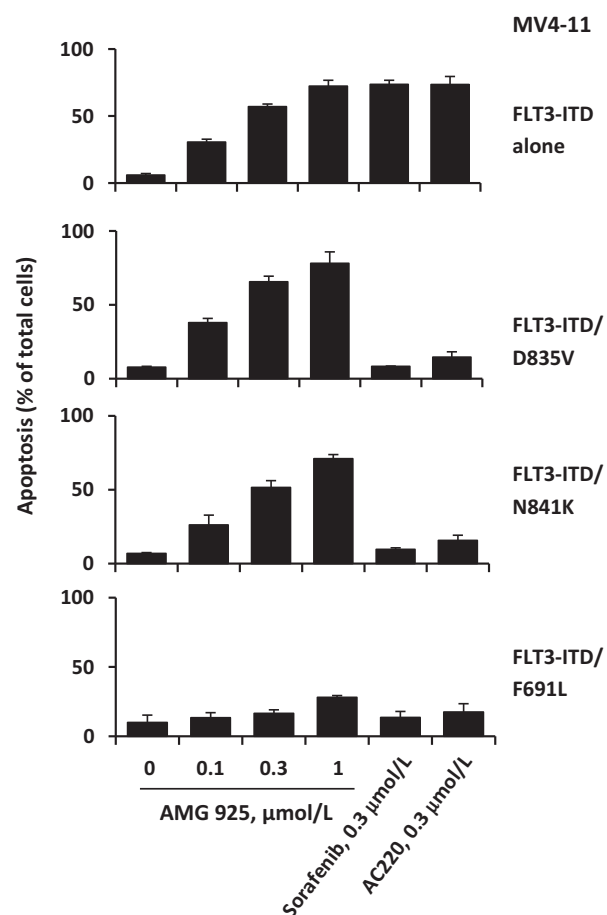 MV4-11
100
50
0
FLT3-ITD
alone
100
50
0
FLT3-ITD/
D835V
100
50
0
FLT3-ITD/
N841K
100
50
0
FLT3-ITD/
F691L
Apoptosis (% of total cells)
0 0.1 0.3 1
AMG 925, µmol/L
Sorafenib, 0.3 µmol/L
AC220, 0.3 µmol/L